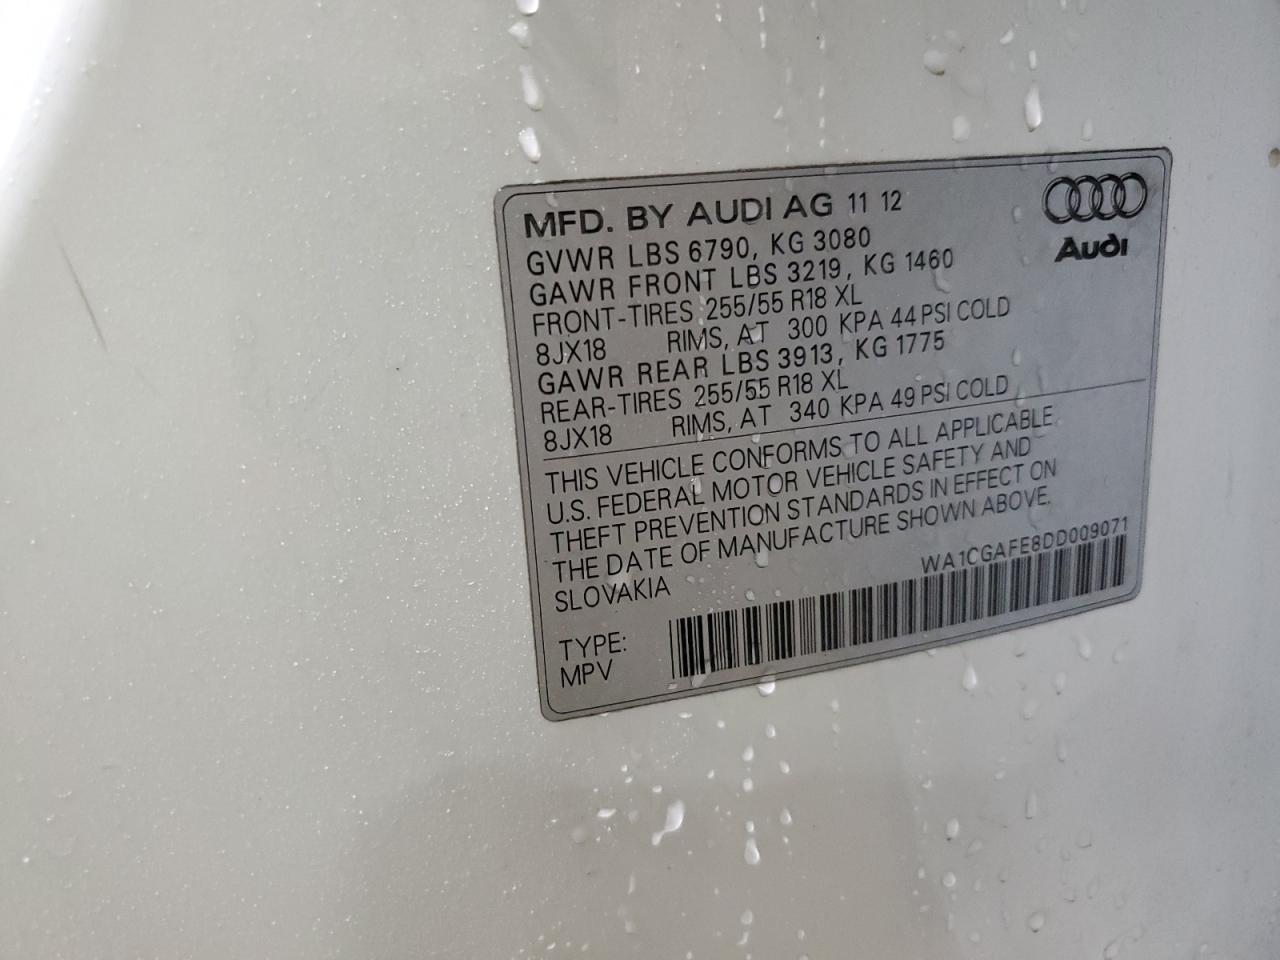 MFD. BY AUDI AG 11 12
Audi
GVWR LBS 6790, KG 3080
GAWR FRONT LBS 3219, KG 1460
FRONT-TIRES 255/55 R18 XL
8JX18 RIMS, AT 300 KPA 44 PSI COLD
GAWR REAR LBS 3913, KG 1775
REAR-TIRES 255/55 R18 XL
8JX18 RIMS, AT 340 KPA 49 PSI COLD
THIS VEHICLE CONFORMS TO ALL APPLICABLE
U.S. FEDERAL MOTOR VEHICLE SAFETY AND
THEFT PREVENTION STANDARDS IN EFFECT ON
THE DATE OF MANUFACTURE SHOWN ABOVE.
SLOVAKIA
WA1CGAFE8DD009071
TYPE:
MPV